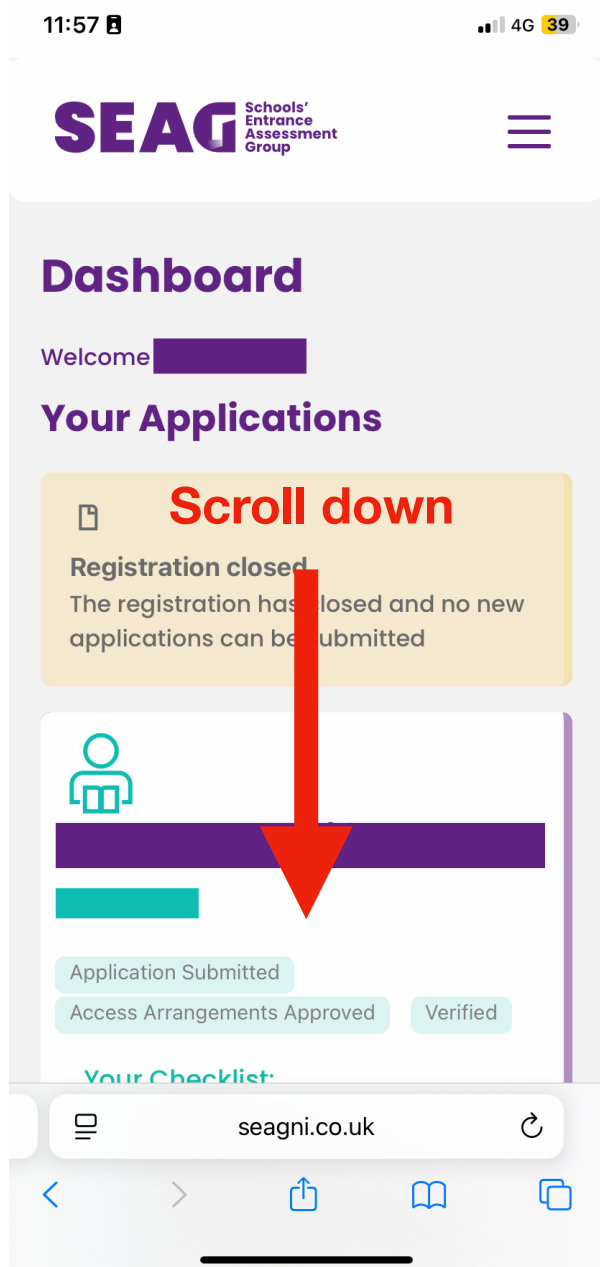 11:57
4G 39
SEAG Schools'
Entrance
Assessment
Group
Dashboard
Welcome
Your Applications
Scroll down
Registration closed
The registration has closed and no new
applications can be submitted
Application Submitted
Access Arrangements Approved Verified
Your Checklist:
seagni.co.uk